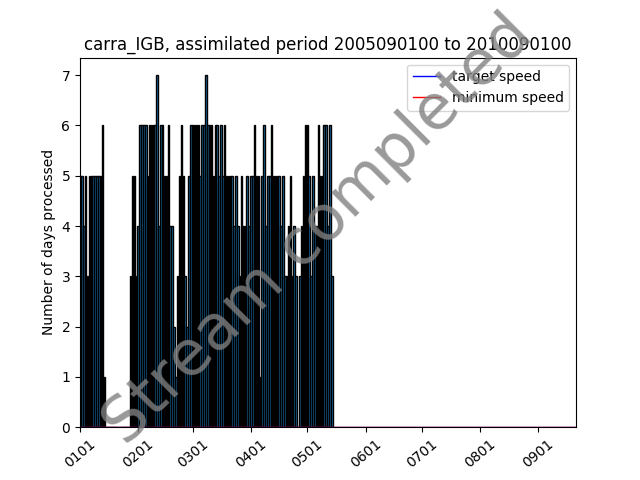 carra_IGB, assimilated period 2005090100 to 2010090100
target speed
minimum speed
Stream completed
Number of days processed
7
6
5
4
3
2
1
0
0101 0201 0301 0401 0501 0601 0701 0801 0901